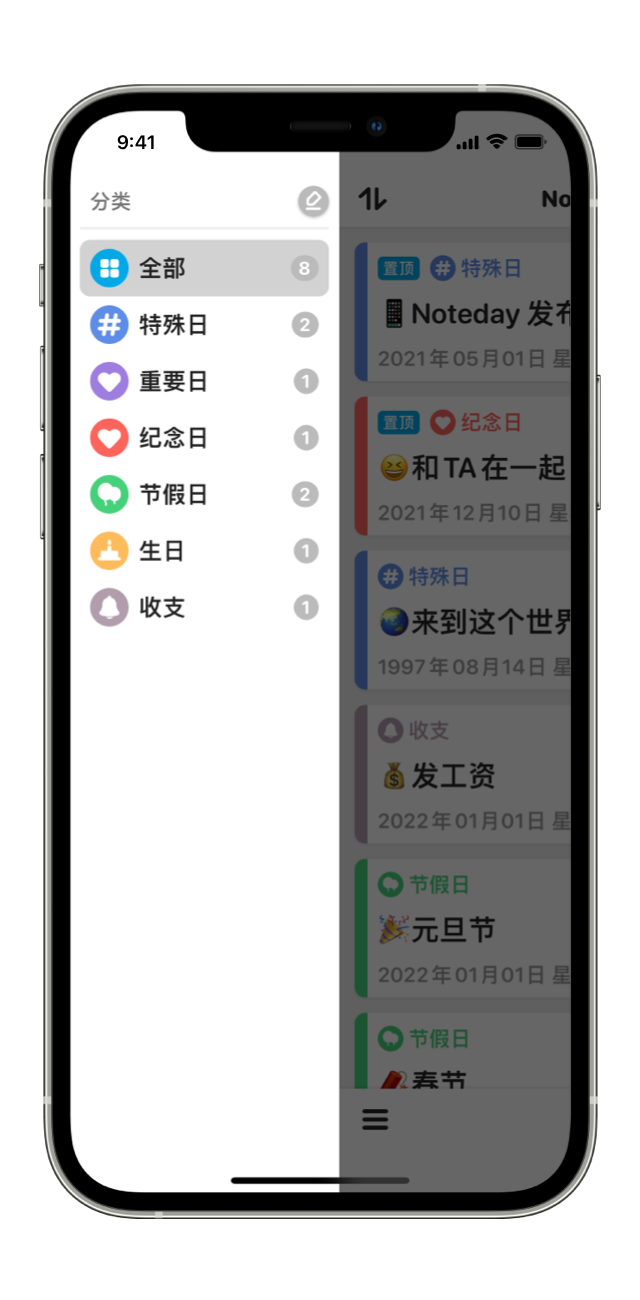 9:41
分类
全部 8
特殊日 2
重要日 1
纪念日 1
节假日 2
生日 1
收支 1
No
置顶 特殊日
Noteday 发布
2021年05月01日 星
置顶 纪念日
和TA在一起
2021年12月10日 星
特殊日
来到这个世界
1997年08月14日 星
收支
发工资
2022年01月01日 星
节假日
元旦节
2022年01月01日 星
节假日
春节